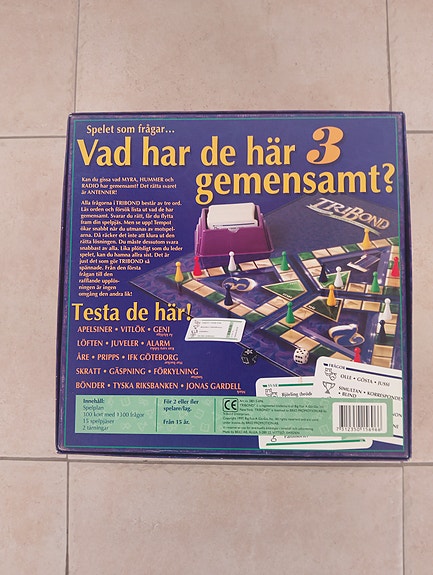 Spelet som frågar...
Vad har de här 3
gemensamt?
Kan du gissa vad MYRA, HUMMER och
RADIO har gemensamt? Det rätta svaret
är ANTENNER!
Alla frågorna i TRIBOND består av tre ord.
Läs orden och försök lista ut vad de har
gemensamt. Svarar du rätt, får du flytta
fram din spelpjäs. Men se upp! Tempot
ökar snabbt när du utmanas av motspel-
arna. Då räcker det inte att klura ut den
rätta lösningen. Du måste dessutom svara
snabbast av alla. Lika plötsligt som du leder
spelet, kan du hamna allra sist. Det är
just det som gör TRIBOND så
spännande. Från den första
frågan till den
rafflande upplös-
ningen är ingen
omgång den andra lik!
TRIBOND
Testa de här!
APELSINER • VITLÖK • GENI
LÖFTEN • JUVELER • ALARM
ÅRE • PRIPPS • IFK GÖTEBORG
SKRATT • GÄSPNING • FÖRKYLNING
BÖNDER • TYSKA RIKSBANKEN • JONAS GARDELL
FRÅGOR
OLLE • GÖSTA • JUSSI
SIMULTAN • KORRESPONDENS
• BLIND
Björling (bröder)
Innehåll:
Spelplan
100 kort med 1100 frågor
15 spelpjäser
2 tärningar
För 2 eller fler
spelare/lag.
Från 15 år.
CE
7312350156966